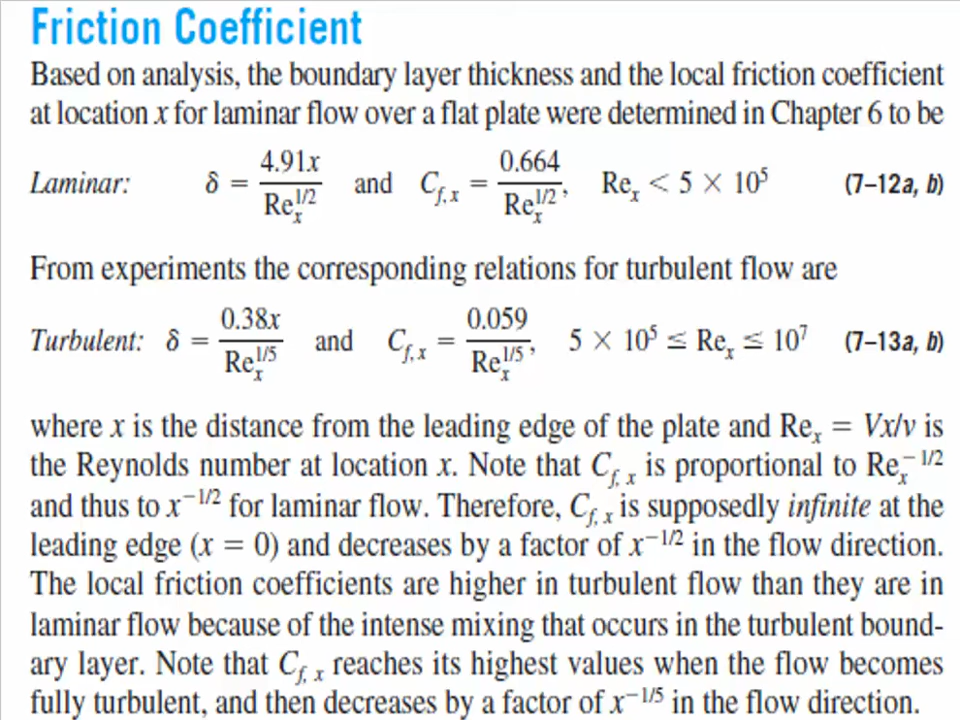 Friction Coefficient
Based on analysis, the boundary layer thickness and the local friction coefficient
at location x for laminar flow over a flat plate were determined in Chapter 6 to be
Laminar: δ = 4.91x / Re_x^{1/2} and C_{f,x} = 0.664 / Re_x^{1/2}, Re_x < 5 × 10^5 (7–12a, b)
From experiments the corresponding relations for turbulent flow are
Turbulent: δ = 0.38x / Re_x^{1/5} and C_{f,x} = 0.059 / Re_x^{1/5}, 5 × 10^5 ≤ Re_x ≤ 10^7 (7–13a, b)
where x is the distance from the leading edge of the plate and Re_x = Vx/ν is
the Reynolds number at location x. Note that C_{f, x} is proportional to Re_x^{−1/2}
and thus to x^{−1/2} for laminar flow. Therefore, C_{f, x} is supposedly infinite at the
leading edge (x = 0) and decreases by a factor of x^{−1/2} in the flow direction.
The local friction coefficients are higher in turbulent flow than they are in
laminar flow because of the intense mixing that occurs in the turbulent bound-
ary layer. Note that C_{f, x} reaches its highest values when the flow becomes
fully turbulent, and then decreases by a factor of x^{−1/5} in the flow direction.